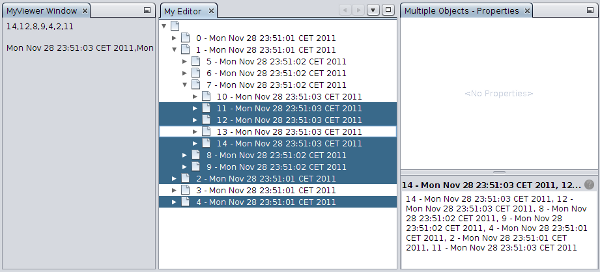 MyViewer Window
14,12,8,9,4,2,11
Mon Nov 28 23:51:03 CET 2011,Mon
My Editor
0 - Mon Nov 28 23:51:01 CET 2011
1 - Mon Nov 28 23:51:01 CET 2011
5 - Mon Nov 28 23:51:02 CET 2011
6 - Mon Nov 28 23:51:02 CET 2011
7 - Mon Nov 28 23:51:02 CET 2011
10 - Mon Nov 28 23:51:03 CET 2011
11 - Mon Nov 28 23:51:03 CET 2011
12 - Mon Nov 28 23:51:03 CET 2011
13 - Mon Nov 28 23:51:03 CET 2011
14 - Mon Nov 28 23:51:03 CET 2011
8 - Mon Nov 28 23:51:02 CET 2011
9 - Mon Nov 28 23:51:02 CET 2011
2 - Mon Nov 28 23:51:01 CET 2011
3 - Mon Nov 28 23:51:01 CET 2011
4 - Mon Nov 28 23:51:01 CET 2011
Multiple Objects - Properties
<No Properties>
14 - Mon Nov 28 23:51:03 CET 2011, 12...
14 - Mon Nov 28 23:51:03 CET 2011, 12 -
Mon Nov 28 23:51:03 CET 2011, 8 - Mon
Nov 28 23:51:02 CET 2011, 9 - Mon Nov 28
23:51:02 CET 2011, 4 - Mon Nov 28 23:51:01
CET 2011, 2 - Mon Nov 28 23:51:01 CET
2011, 11 - Mon Nov 28 23:51:03 CET 2011